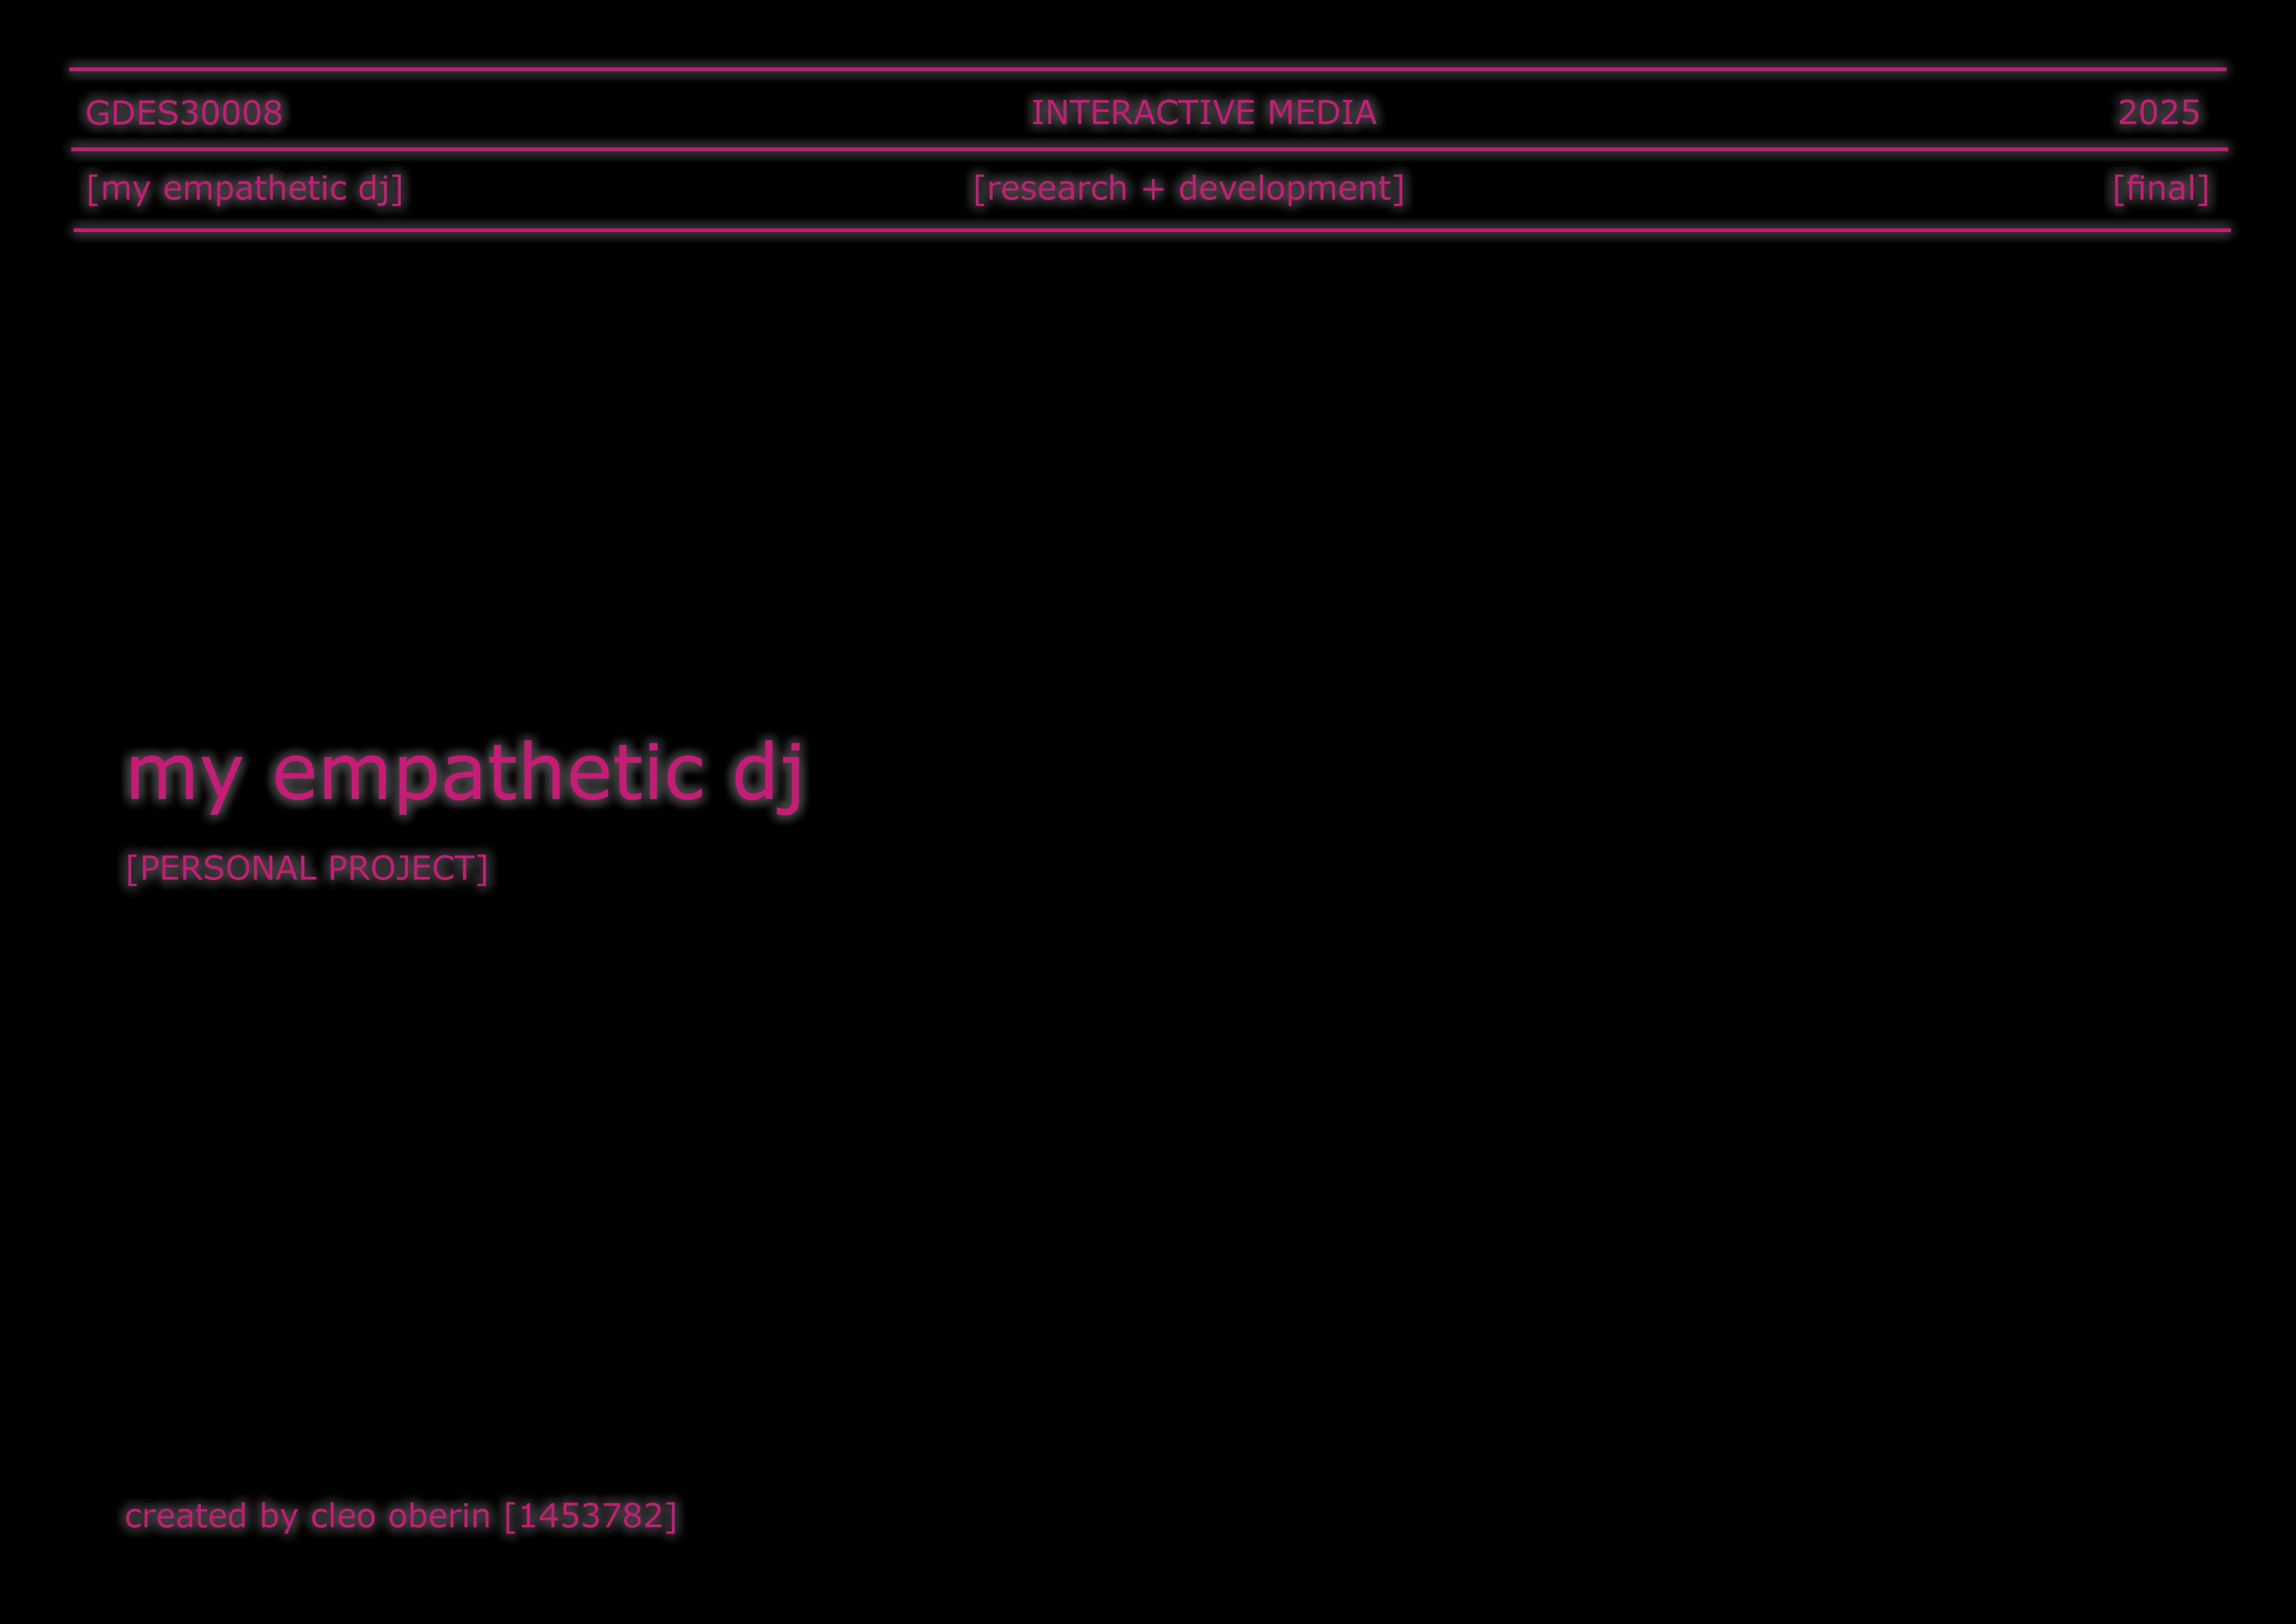 GDES30008 INTERACTIVE MEDIA 2025
[my empathetic dj] [research + development] [final]
my empathetic dj
[PERSONAL PROJECT]
created by cleo oberin [1453782]